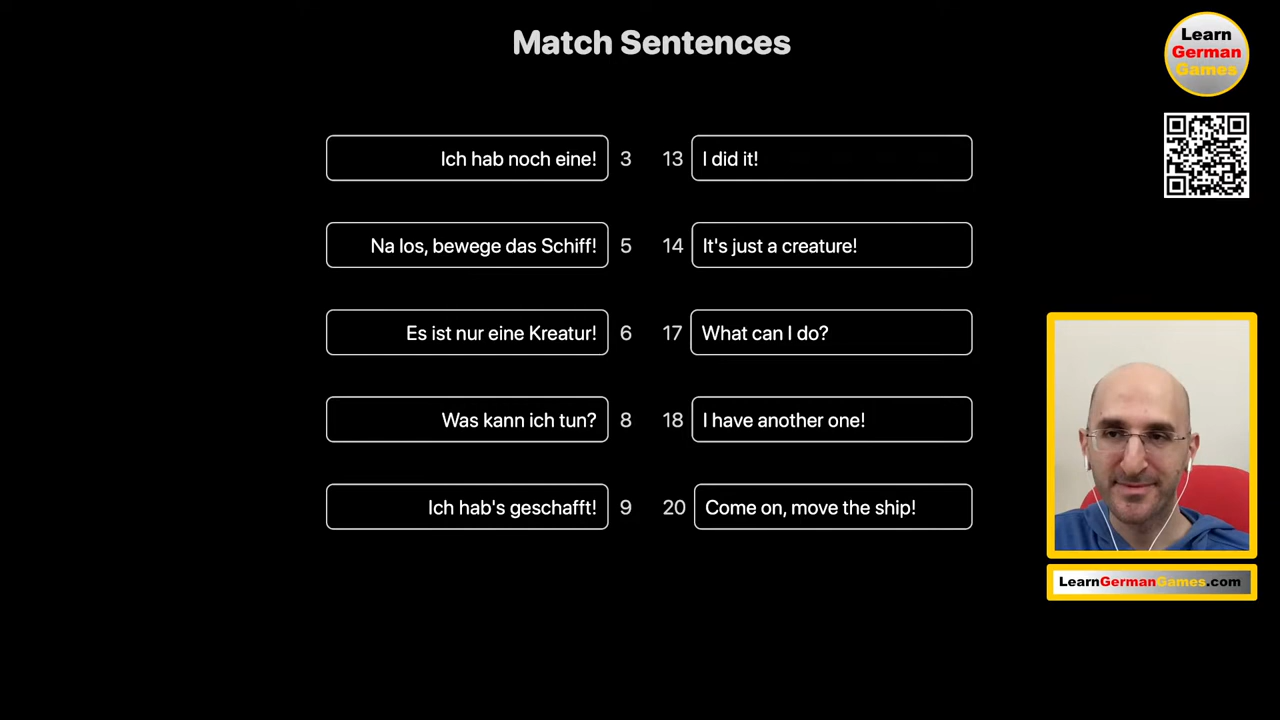 Match Sentences
Learn
German
Games
Ich hab noch eine! 3 13 I did it!
Na los, bewege das Schiff! 5 14 It's just a creature!
Es ist nur eine Kreatur! 6 17 What can I do?
Was kann ich tun? 8 18 I have another one!
Ich hab's geschafft! 9 20 Come on, move the ship!
LearnGermanGames.com